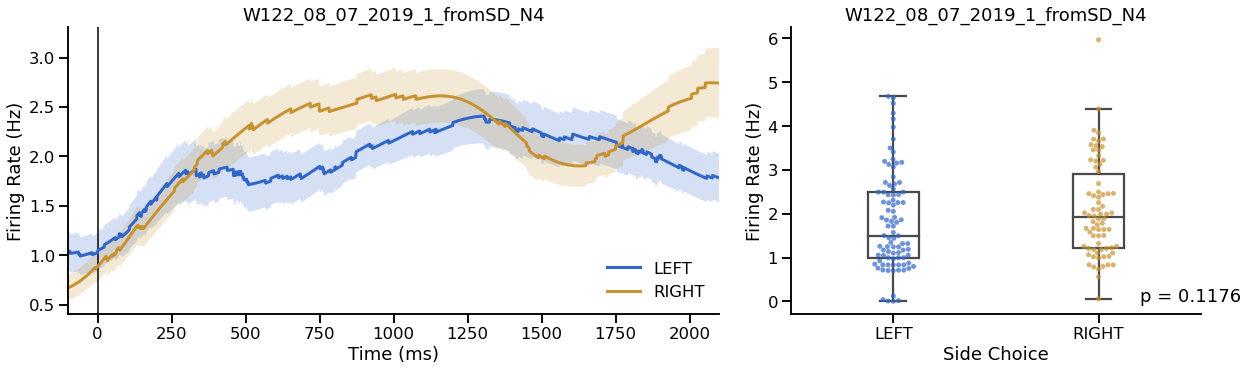 W122_08_07_2019_1_fromSD_N4
Firing Rate (Hz)
3.0
2.5
2.0
1.5
1.0
0.5
LEFT
RIGHT
0 250 500 750 1000 1250 1500 1750 2000
Time (ms)
W122_08_07_2019_1_fromSD_N4
Firing Rate (Hz)
6
5
4
3
2
1
0
p = 0.1176
LEFT RIGHT
Side Choice